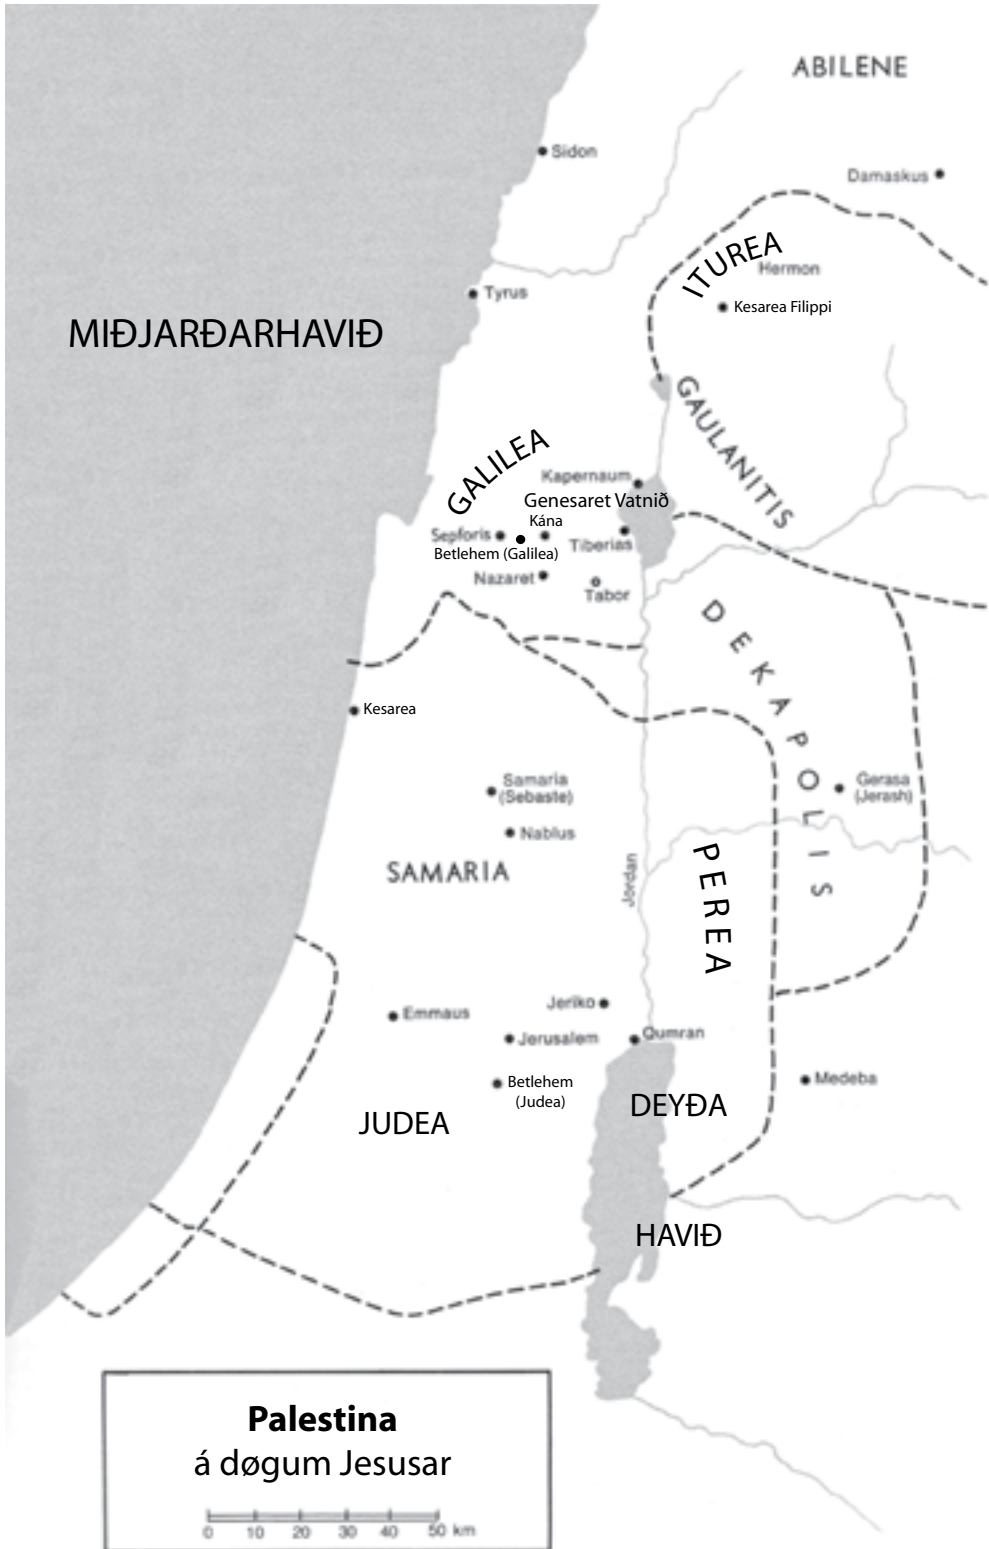 ABILENE
Sidon
Damaskus
ITUREA
Hermon
Tyrus
Kesarea Filippi
MIÐJARÐARHAVIÐ
GAULANITIS
GALILEA
Kapernaum
Genesaret Vatnið
Kána
Sepforis
Betlehem (Galilea)
Tiberias
Nazaret
Tabor
DEKAPOLIS
Kesarea
Samaria
(Sebaste)
Gerasa
(Jerash)
Nablus
SAMARIA
Jordan
PEREA
Jeriko
Emmaus
Jerusalem
Qumran
Betlehem
(Judea)
Medeba
DEYÐA
JUDEA
HAVIÐ
Palestina
á døgum Jesusar
0 10 20 30 40 50 km